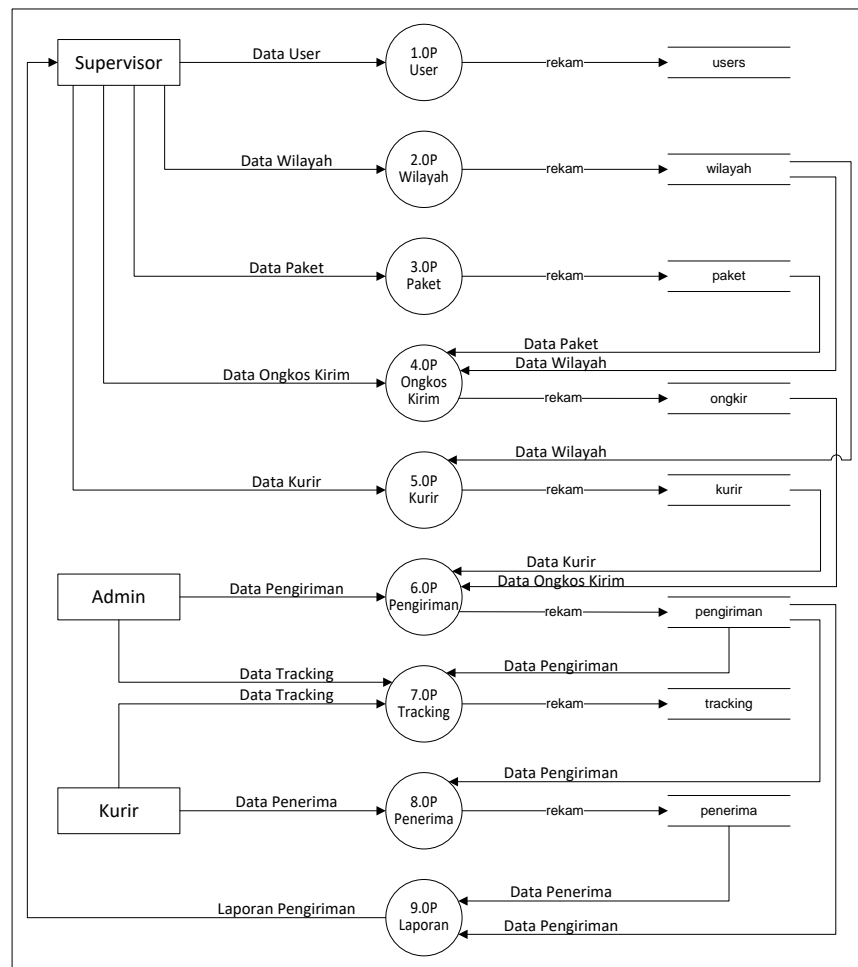 Supervisor
Data User
1.0P
User
rekam
users
Data Wilayah
2.0P
Wilayah
rekam
wilayah
Data Paket
3.0P
Paket
rekam
paket
Data Paket
Data Wilayah
Data Ongkos Kirim
4.0P
Ongkos
Kirim
rekam
ongkir
Data Wilayah
Data Kurir
5.0P
Kurir
rekam
kurir
Data Kurir
Data Ongkos Kirim
Admin
Data Pengiriman
6.0P
Pengiriman
rekam
pengiriman
Data Pengiriman
Data Tracking
Data Tracking
7.0P
Tracking
rekam
tracking
Data Pengiriman
Kurir
Data Penerima
8.0P
Penerima
rekam
penerima
Data Penerima
Laporan Pengiriman
9.0P
Laporan
Data Pengiriman